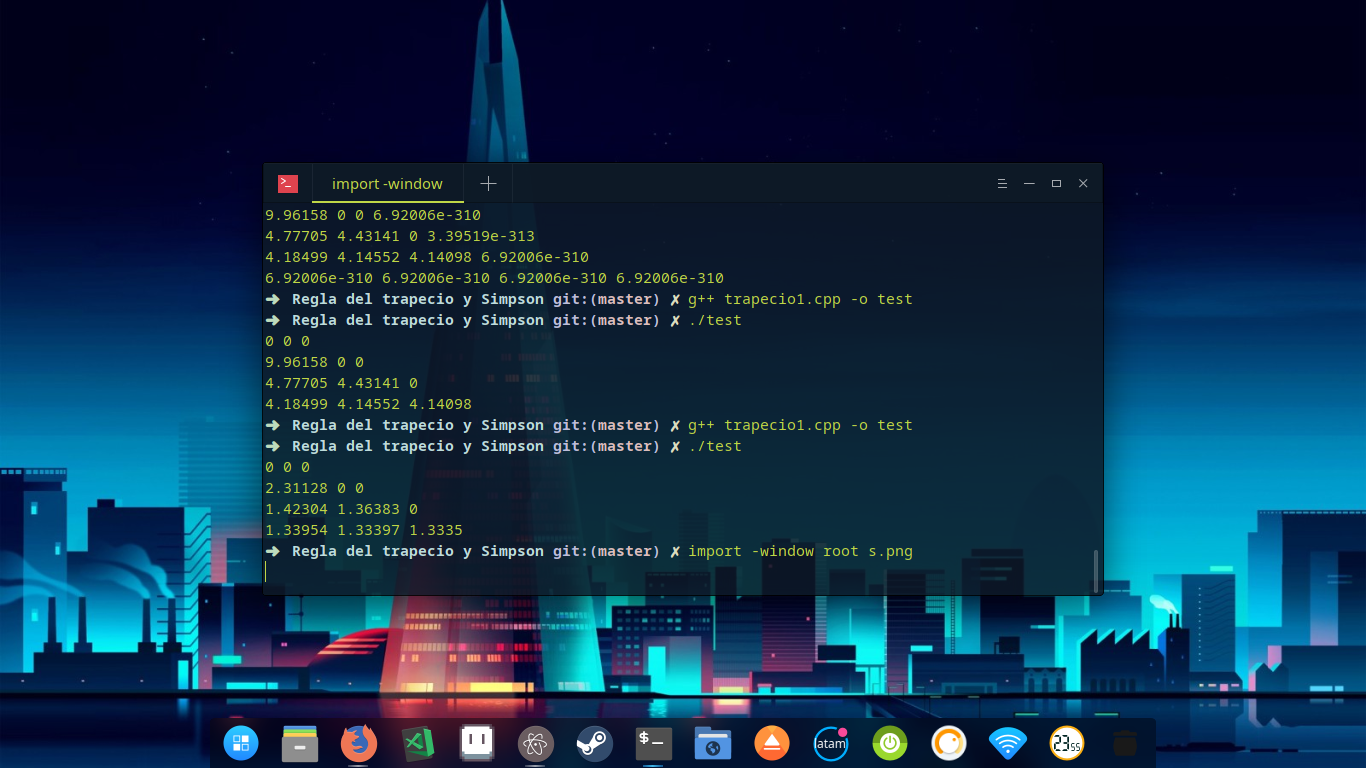 import -window
9.96158 0 0 6.92006e-310
4.77705 4.43141 0 3.39519e-313
4.18499 4.14552 4.14098 6.92006e-310
6.92006e-310 6.92006e-310 6.92006e-310 6.92006e-310
➜ Regla del trapecio y Simpson git:(master) ✗ g++ trapecio1.cpp -o test
➜ Regla del trapecio y Simpson git:(master) ✗ ./test
0 0 0
9.96158 0 0
4.77705 4.43141 0
4.18499 4.14552 4.14098
➜ Regla del trapecio y Simpson git:(master) ✗ g++ trapecio1.cpp -o test
➜ Regla del trapecio y Simpson git:(master) ✗ ./test
0 0 0
2.31128 0 0
1.42304 1.36383 0
1.33954 1.33397 1.3335
➜ Regla del trapecio y Simpson git:(master) ✗ import -window root s.png
latam
23 55